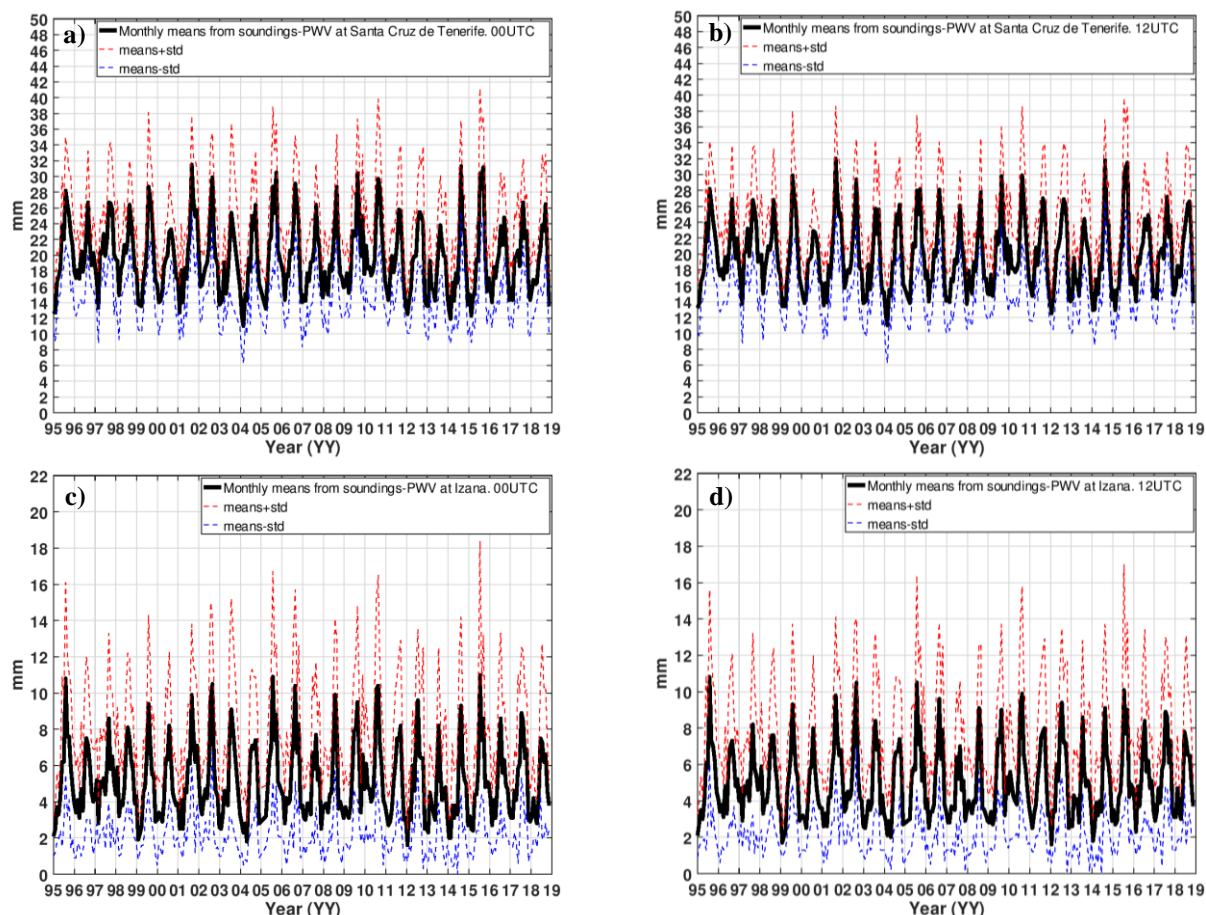 a)
Monthly means from soundings-PWV at Santa Cruz de Tenerife. 00UTC
means+std
means-std
50
48
46
44
42
40
38
36
34
32
30
28
26
24
22
20
18
16
14
12
10
8
6
4
2
0
mm
95 96 97 98 99 00 01 02 03 04 05 06 07 08 09 10 11 12 13 14 15 16 17 18 19
Year (YY)
b)
Monthly means from soundings-PWV at Santa Cruz de Tenerife. 12UTC
means+std
means-std
50
48
46
44
42
40
38
36
34
32
30
28
26
24
22
20
18
16
14
12
10
8
6
4
2
0
mm
95 96 97 98 99 00 01 02 03 04 05 06 07 08 09 10 11 12 13 14 15 16 17 18 19
Year (YY)
c)
Monthly means from soundings-PWV at Izana. 00UTC
means+std
means-std
22
20
18
16
14
12
10
8
6
4
2
0
mm
95 96 97 98 99 00 01 02 03 04 05 06 07 08 09 10 11 12 13 14 15 16 17 18 19
Year (YY)
d)
Monthly means from soundings-PWV at Izana. 12UTC
means+std
means-std
22
20
18
16
14
12
10
8
6
4
2
0
mm
95 96 97 98 99 00 01 02 03 04 05 06 07 08 09 10 11 12 13 14 15 16 17 18 19
Year (YY)